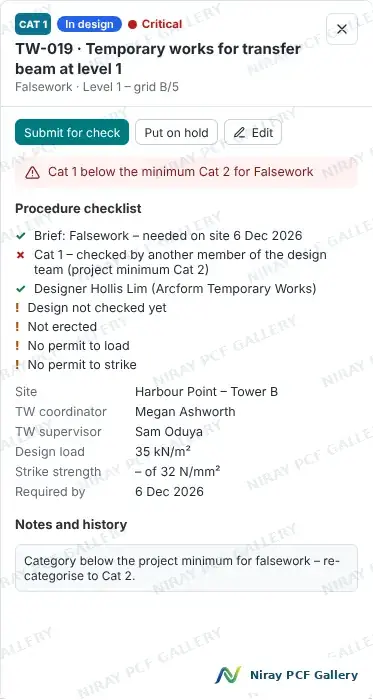 CAT 1 In design Critical
TW-019 · Temporary works for transfer
beam at level 1
Falsework · Level 1 – grid B/5
Submit for check Put on hold Edit
Cat 1 below the minimum Cat 2 for Falsework
Procedure checklist
Brief: Falsework – needed on site 6 Dec 2026
Cat 1 – checked by another member of the design
team (project minimum Cat 2)
Designer Hollis Lim (Arcform Temporary Works)
! Design not checked yet
! Not erected
! No permit to load
! No permit to strike
Site Harbour Point – Tower B
TW coordinator Megan Ashworth
TW supervisor Sam Oduya
Design load 35 kN/m²
Strike strength – of 32 N/mm²
Required by 6 Dec 2026
Notes and history
Category below the project minimum for falsework – re-
categorise to Cat 2.
NIRAY PCF GALLERY
Niray PCF Gallery